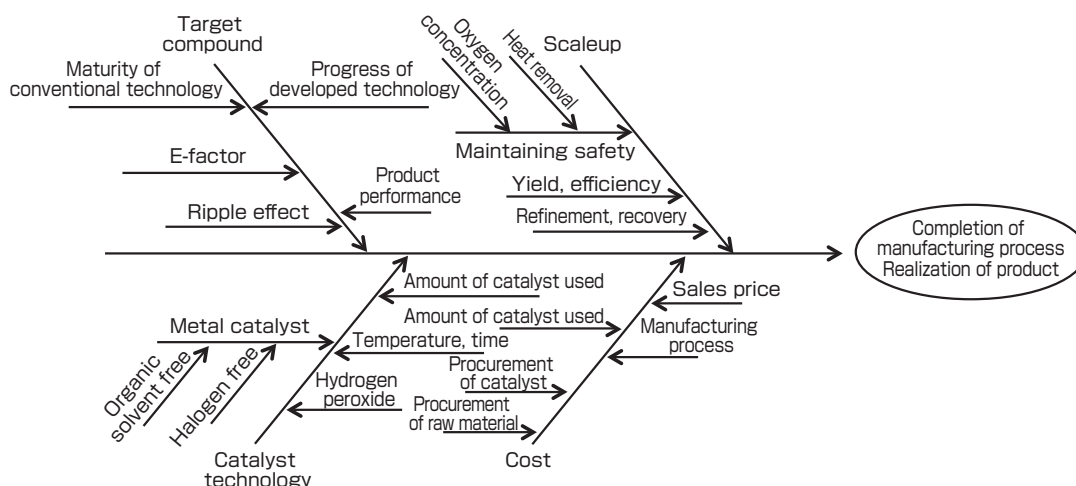 Target
compound
Maturity of
conventional technology
Progress of
developed technology
E-factor
Product
performance
Ripple effect
Oxygen
concentration
Heat removal
Scaleup
Maintaining safety
Yield, efficiency
Refinement, recovery
Completion of
manufacturing process
Realization of product
Amount of catalyst used
Metal catalyst
Temperature, time
Organic
solvent free
Halogen free
Hydrogen
peroxide
Catalyst
technology
Sales price
Amount of catalyst used
Manufacturing
process
Procurement
of catalyst
Procurement
of raw material
Cost